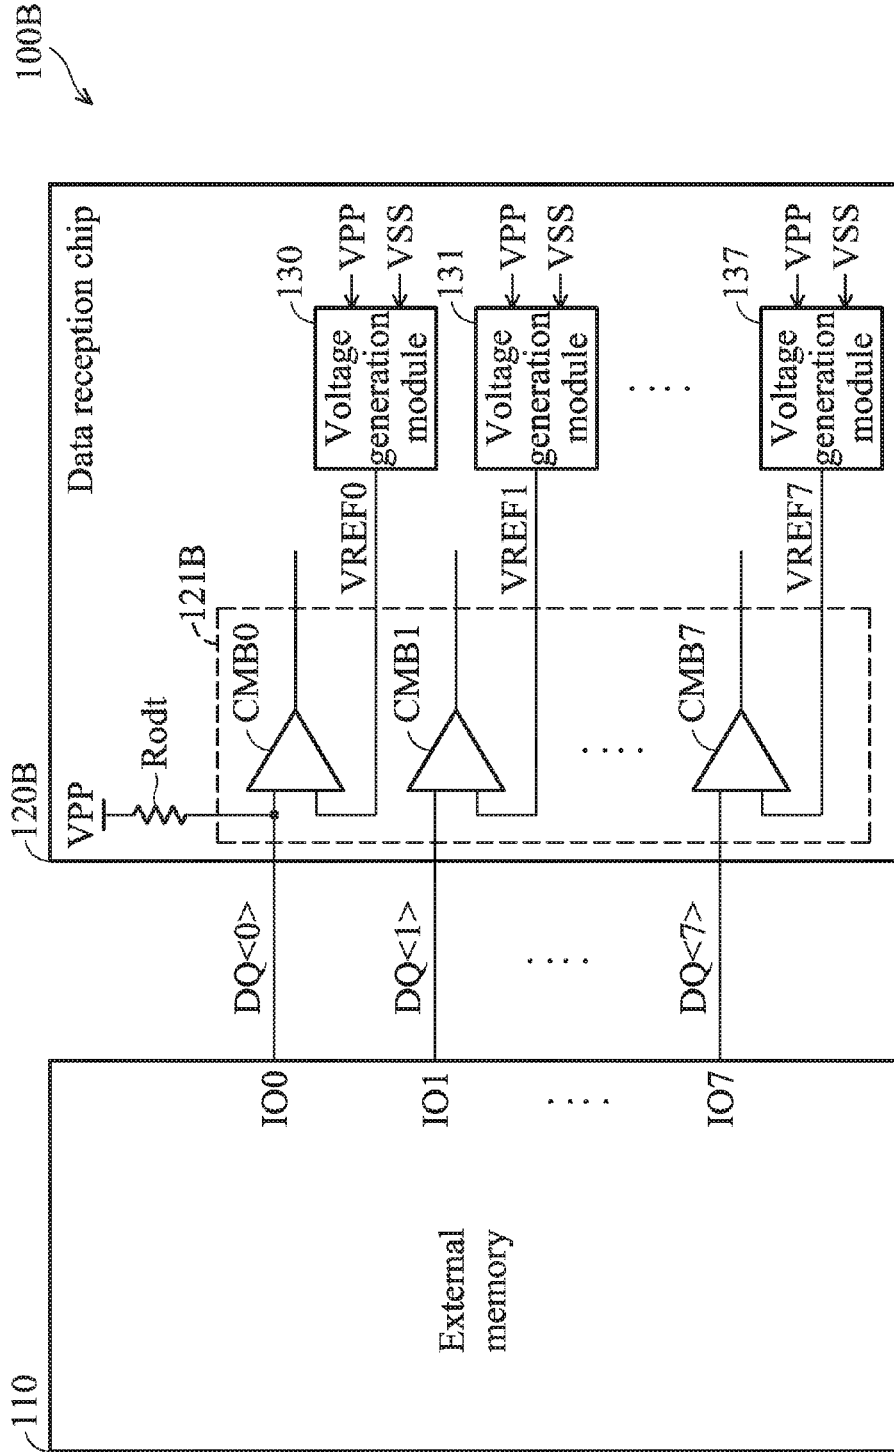 100B
120B
Data reception chip
VPP
Rodt
121B
130
CMB0
VREF0
Voltage
generation
module
VPP
VSS
131
CMB1
VREF1
Voltage
generation
module
VPP
VSS
. . . .
. . . .
137
CMB7
VREF7
Voltage
generation
module
VPP
VSS
DQ<0>
DQ<1>
. . . .
DQ<7>
110
External
memory
IO0
IO1
. . . .
IO7